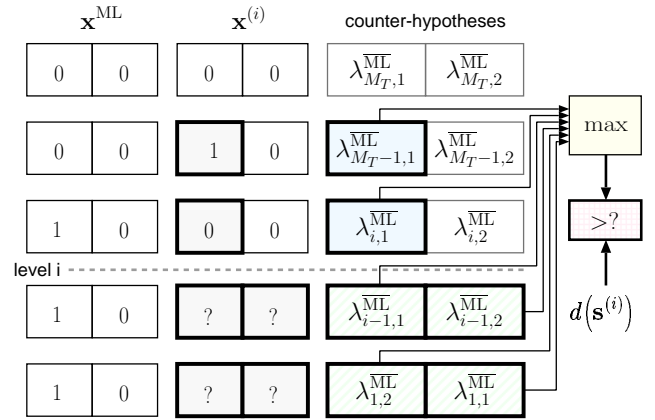 x^ML x^(i) counter-hypotheses
0 0 0 0 λ^\overline{ML}_{M_T,1} λ^\overline{ML}_{M_T,2}
max
0 0 1 0 λ^\overline{ML}_{M_T−1,1} λ^\overline{ML}_{M_T−1,2}
1 0 0 0 λ^\overline{ML}_{i,1} λ^\overline{ML}_{i,2} >?
level i
1 0 ? ? λ^\overline{ML}_{i−1,1} λ^\overline{ML}_{i−1,2} d(s^(i))
1 0 ? ? λ^\overline{ML}_{1,2} λ^\overline{ML}_{1,1}